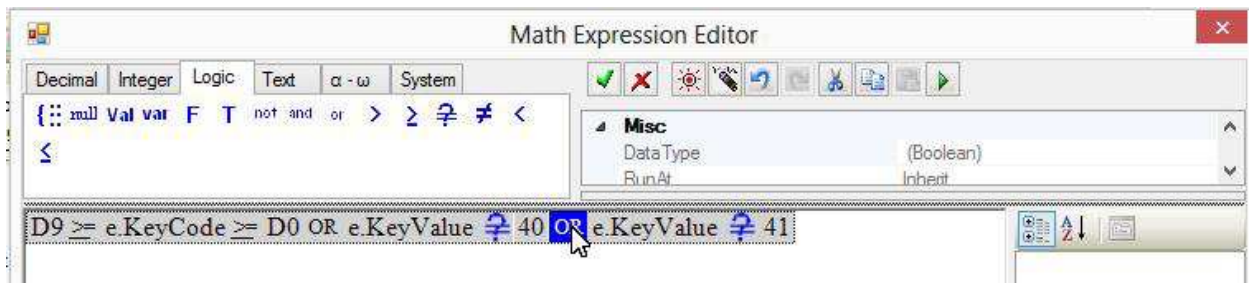 Math Expression Editor
Decimal Integer Logic Text α - ω System
null Val var F T not and or > ≥ ≠ <
≤
Misc
DataType (Boolean)
RunAt Inherit
D9 >= e.KeyCode >= D0 OR e.KeyValue ≟ 40 OR e.KeyValue ≟ 41